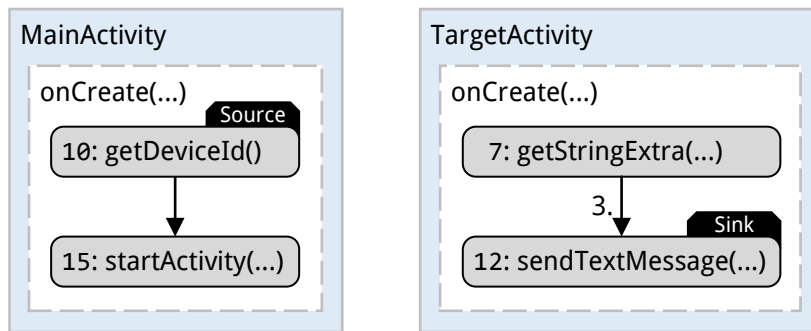 MainActivity
onCreate(...)
Source
10: getDeviceId()
15: startActivity(...)
TargetActivity
onCreate(...)
7: getStringExtra(...)
3.
Sink
12: sendTextMessage(...)